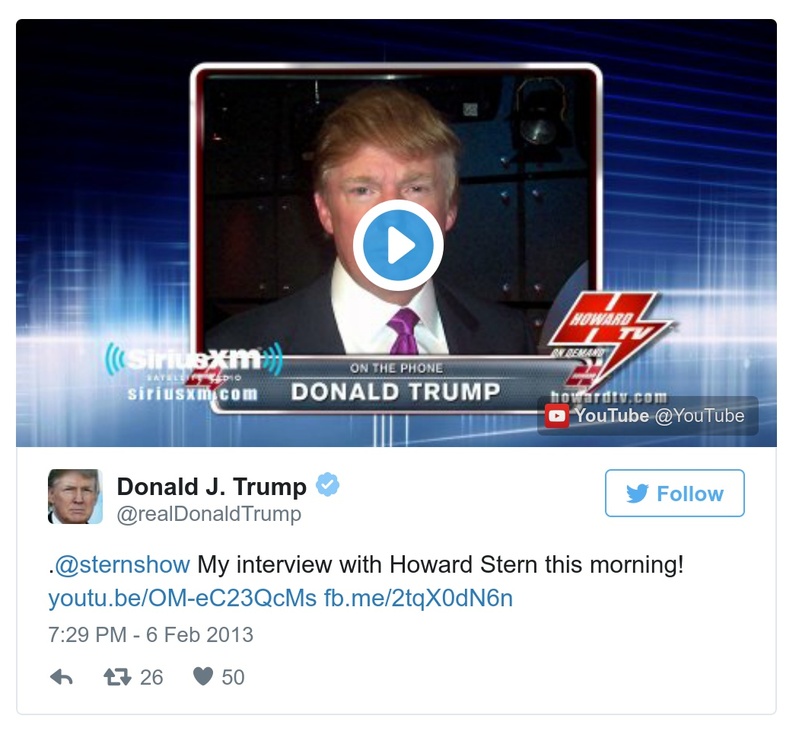 SiriusXM
SATELLITE RADIO
siriusxm.com
ON THE PHONE
DONALD TRUMP
HOWARD
TV
ON DEMAND
howardtv.com
YouTube @YouTube
Donald J. Trump
@realDonaldTrump
Follow
.@sternshow My interview with Howard Stern this morning!
youtu.be/OM-eC23QcMs fb.me/2tqX0dN6n
7:29 PM - 6 Feb 2013
26 50